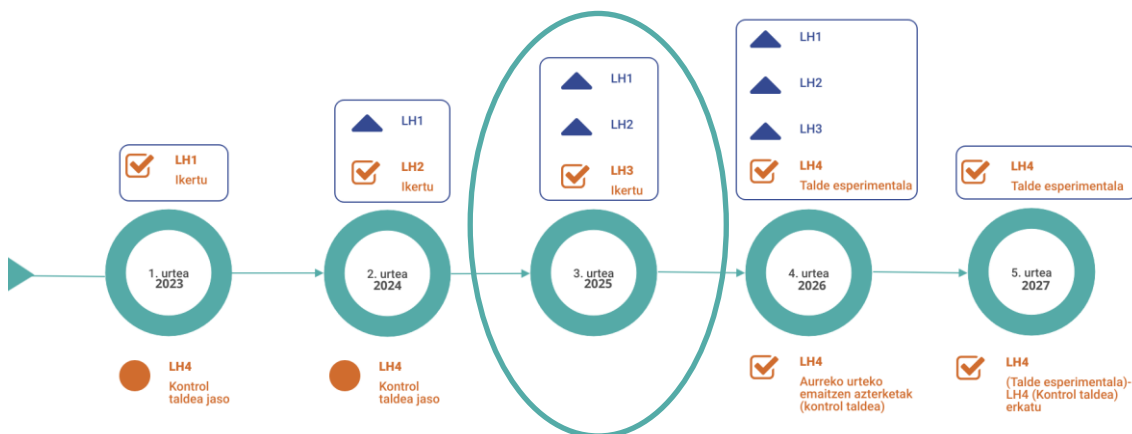 LH1
Ikertu
1. urtea
2023
LH4
Kontrol
taldea jaso
LH1
LH2
Ikertu
2. urtea
2024
LH4
Kontrol
taldea jaso
LH1
LH2
LH3
Ikertu
3. urtea
2025
LH1
LH2
LH3
LH4
Talde esperimentala
4. urtea
2026
LH4
Aurreko urteko
emaitzen azterketak
(kontrol taldea)
LH4
Talde esperimentala
5. urtea
2027
LH4
(Talde esperimentala)-
LH4 (Kontrol taldea)
erkatu